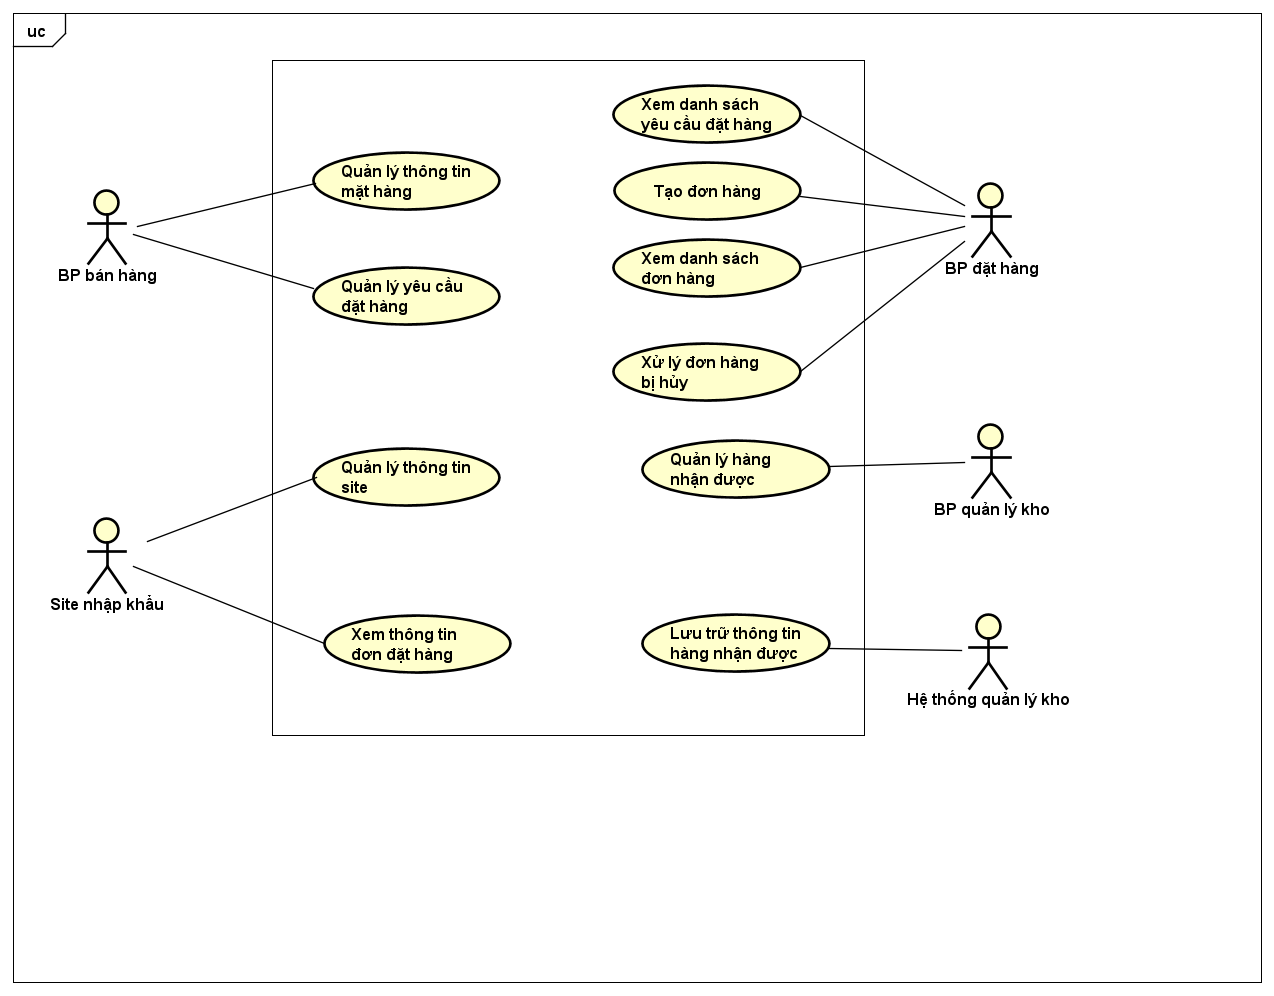 uc
Xem danh sách
yêu cầu đặt hàng
Quản lý thông tin
mặt hàng
Tạo đơn hàng
BP bán hàng
Xem danh sách
đơn hàng
BP đặt hàng
Quản lý yêu cầu
đặt hàng
Xử lý đơn hàng
bị hủy
Quản lý thông tin
site
Quản lý hàng
nhận được
BP quản lý kho
Site nhập khẩu
Xem thông tin
đơn đặt hàng
Lưu trữ thông tin
hàng nhận được
Hệ thống quản lý kho